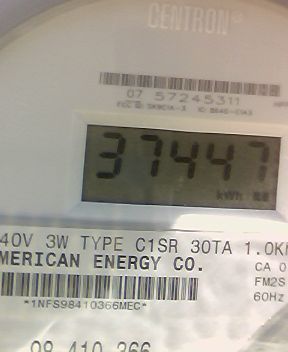 CENTRON®
07 57245311
37447
kWh
40V 3W TYPE C1SR 30TA 1.0K
MERICAN ENERGY CO.
CA 0
FM2S
60Hz
*1NFS98410366MEC*
98 410 366